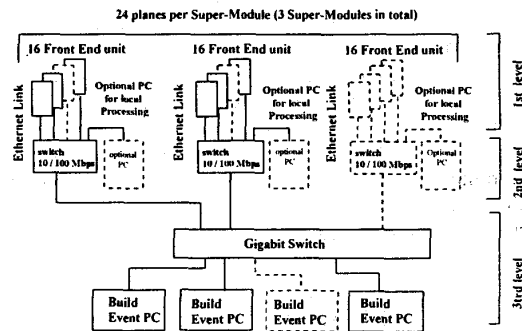 24 planes per Super-Module (3 Super-Modules in total)
16 Front End unit
16 Front End unit
16 Front End unit
Ethernet Link
Optional PC
for local
Processing
Ethernet Link
Optional PC
for local
Processing
Ethernet Link
Optional PC
for local
Processing
1st level
switch
10 / 100 Mbps
optional
PC
switch
10 / 100 Mbps
optional
PC
switch
10 / 100 Mbps
Optional
PC
2nd level
Gigabit Switch
3trd level
Build
Event PC
Build
Event PC
Build
Event PC
Build
Event PC